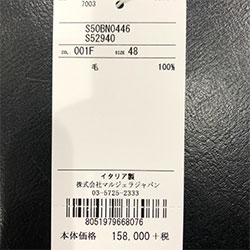 7003
S50BN0446
S52940
CO. 001F SIZE 48
毛 100%
イタリア製
株式会社マルジェラジャパン
03-5725-2333
8051979668076
本体価格 158,000+税